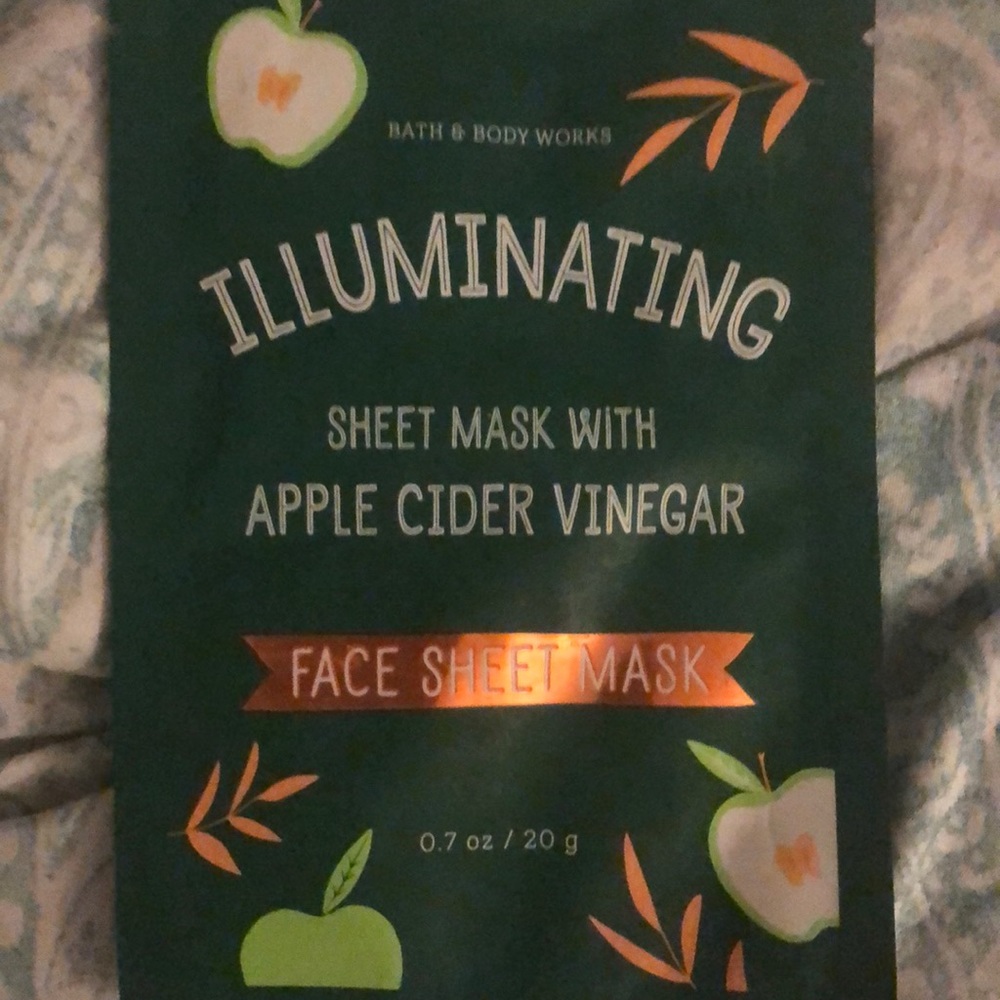 BATH & BODY WORKS
ILLUMINATING
SHEET MASK WITH
APPLE CIDER VINEGAR
FACE SHEET MASK
0.7 oz / 20 g